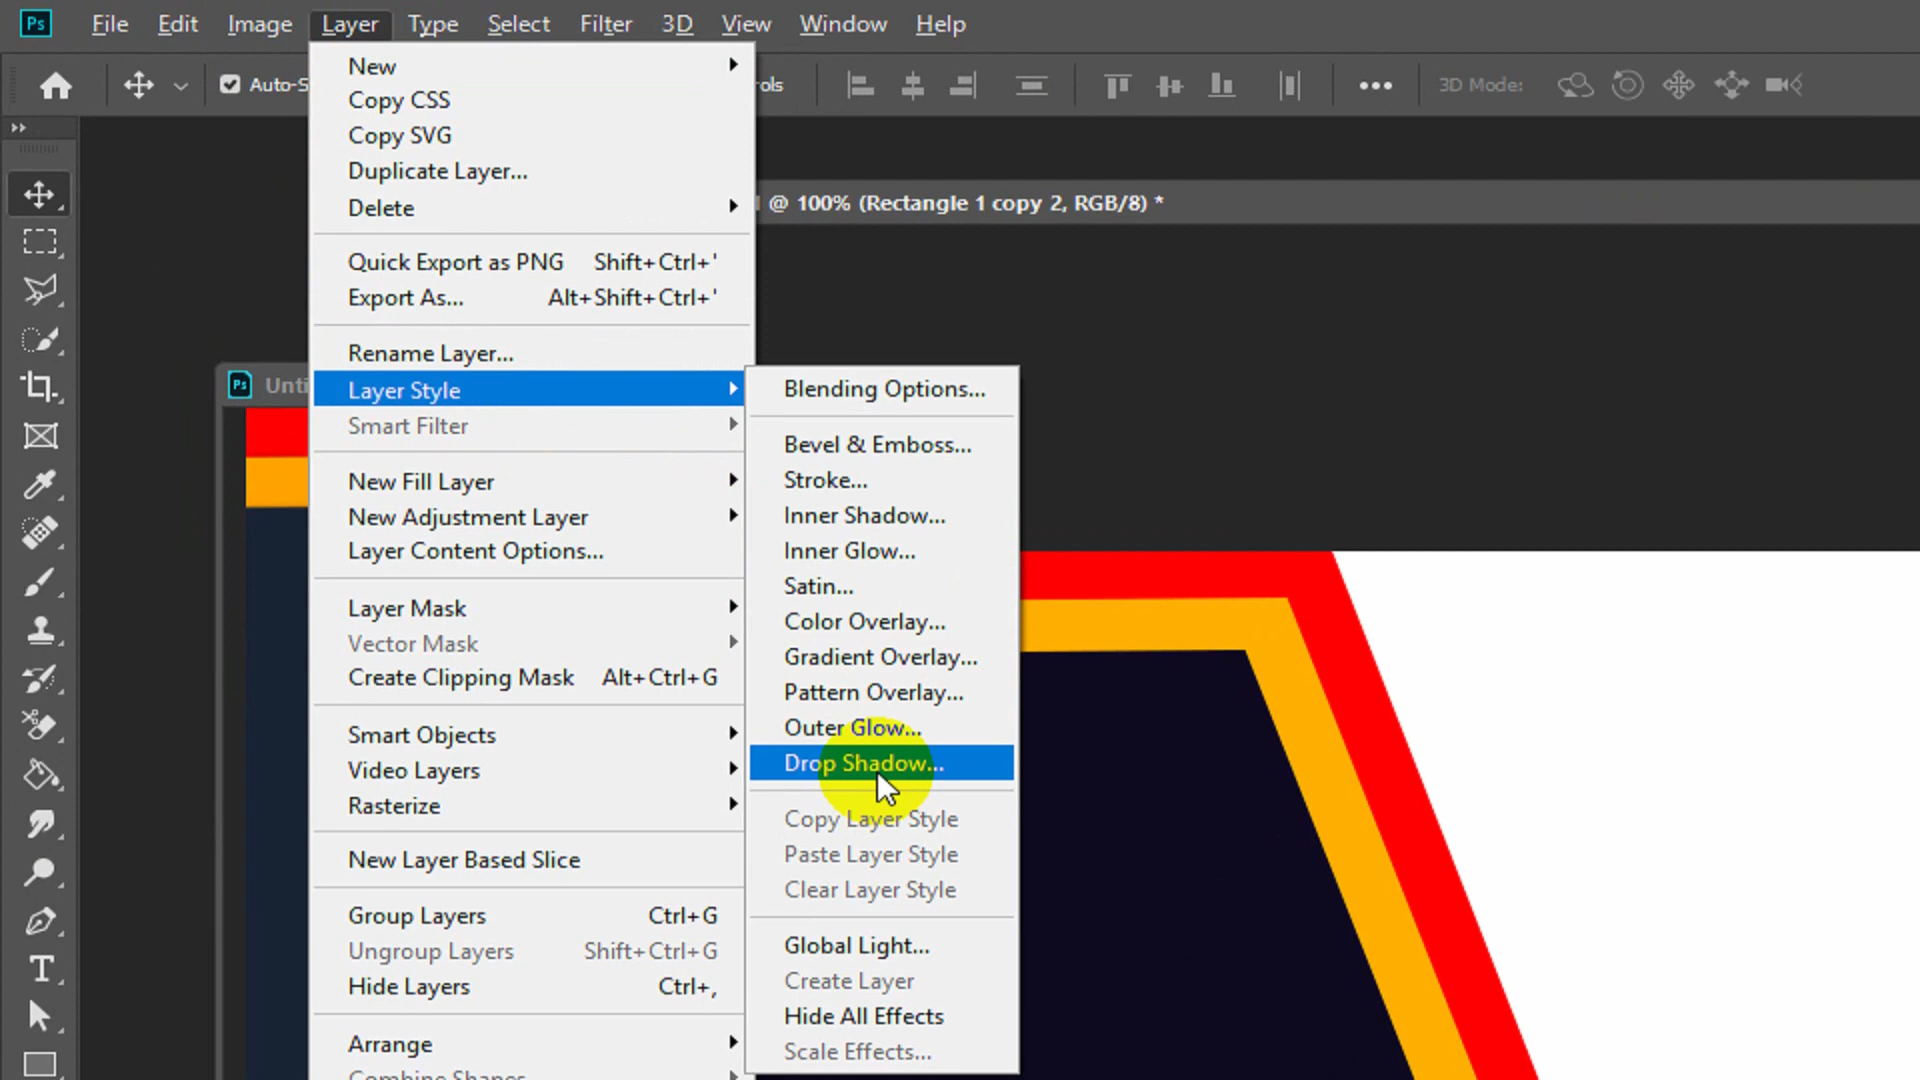 Ps File Edit Image Layer Type Select Filter 3D View Window Help
Auto-S
ols
3D Mode:
@ 100% (Rectangle 1 copy 2, RGB/8) *
Ps Unti
New
Copy CSS
Copy SVG
Duplicate Layer...
Delete
Quick Export as PNG Shift+Ctrl+'
Export As... Alt+Shift+Ctrl+'
Rename Layer...
Layer Style
Smart Filter
New Fill Layer
New Adjustment Layer
Layer Content Options...
Layer Mask
Vector Mask
Create Clipping Mask Alt+Ctrl+G
Smart Objects
Video Layers
Rasterize
New Layer Based Slice
Group Layers Ctrl+G
Ungroup Layers Shift+Ctrl+G
Hide Layers Ctrl+,
Arrange
Combine Shapes
Blending Options...
Bevel & Emboss...
Stroke...
Inner Shadow...
Inner Glow...
Satin...
Color Overlay...
Gradient Overlay...
Pattern Overlay...
Outer Glow...
Drop Shadow...
Copy Layer Style
Paste Layer Style
Clear Layer Style
Global Light...
Create Layer
Hide All Effects
Scale Effects...